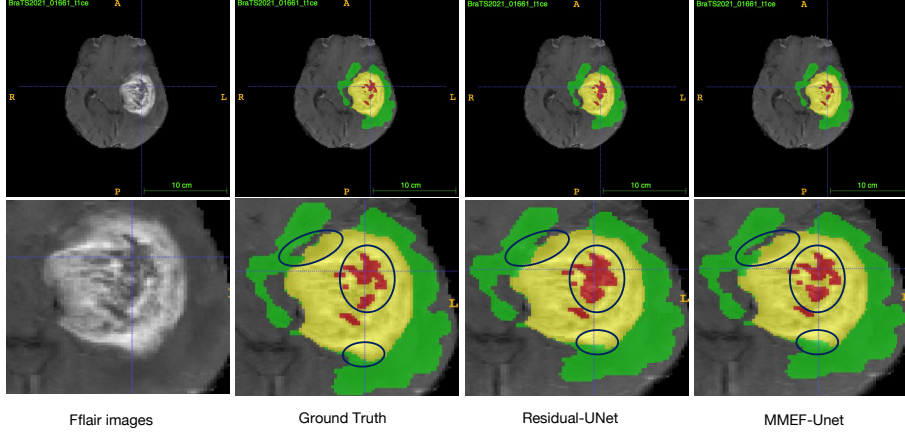 BraTS2021_01661_t1ce
A
R
L
10 cm
P
BraTS2021_01661_t1ce
A
R
L
10 cm
P
BraTS2021_01661_t1ce
A
R
L
10 cm
P
BraTS2021_01661_t1ce
A
R
L
10 cm
P
L
L
Fflair images
Ground Truth
Residual-UNet
MMEF-Unet